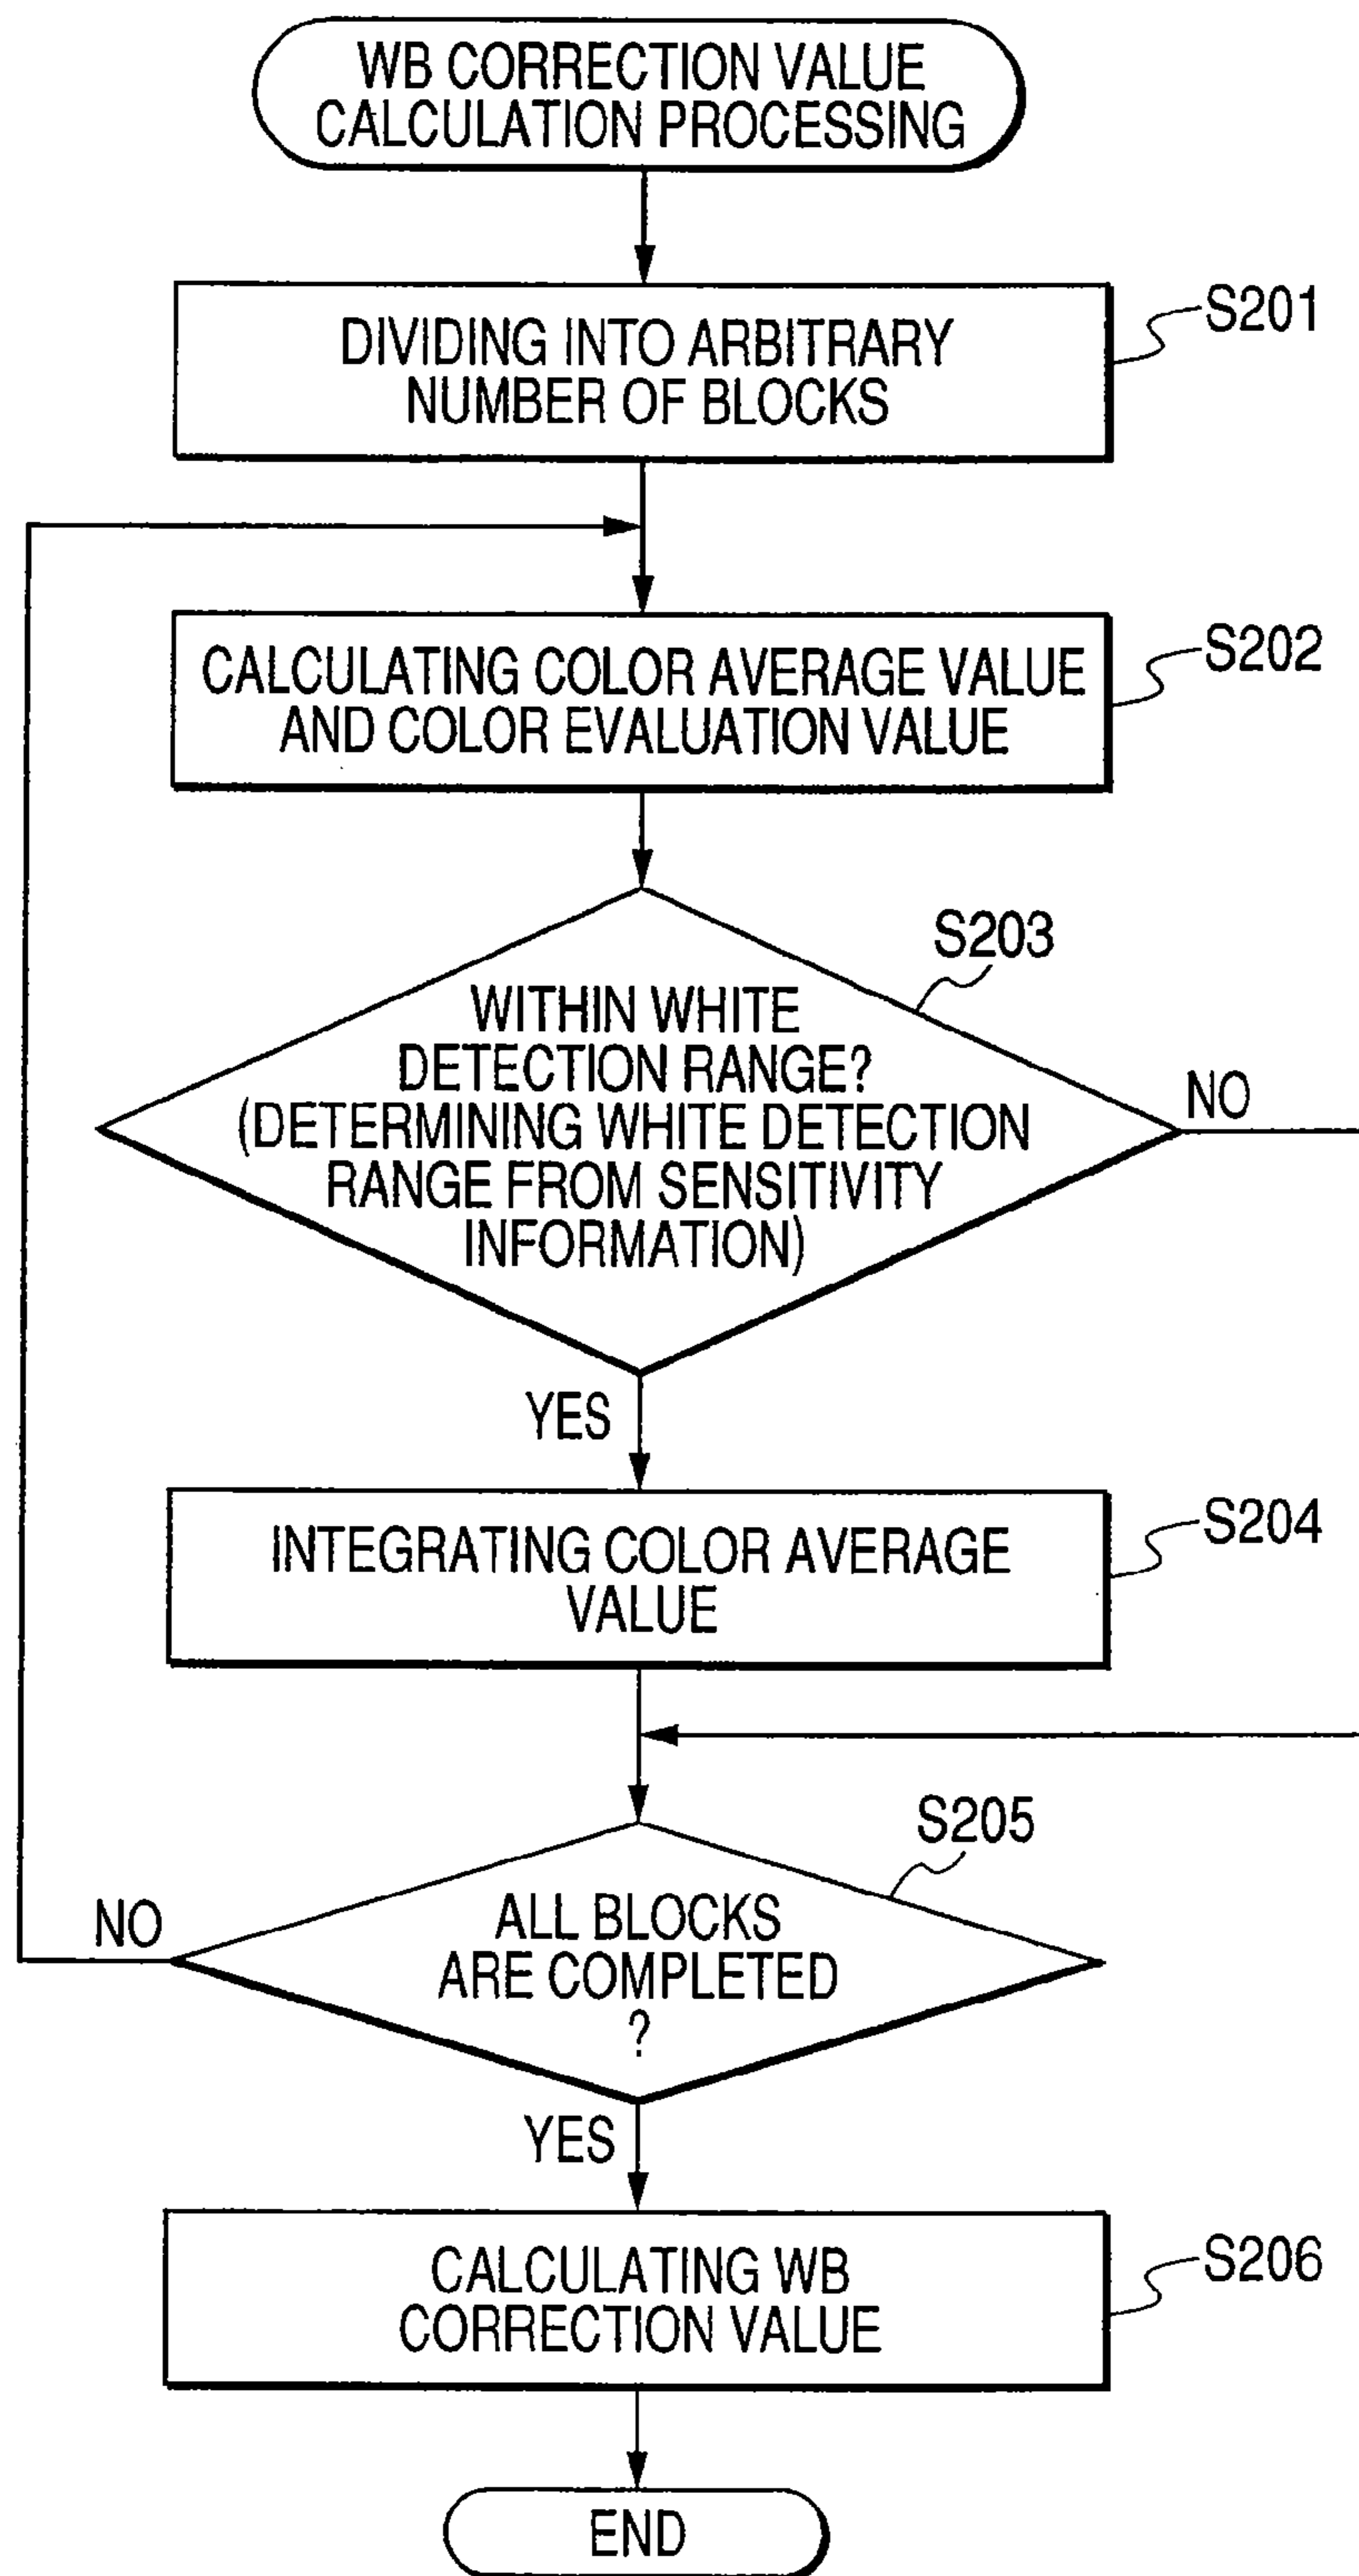 WB CORRECTION VALUE
CALCULATION PROCESSING
DIVIDING INTO ARBITRARY
NUMBER OF BLOCKS
S201
CALCULATING COLOR AVERAGE VALUE
AND COLOR EVALUATION VALUE
S202
S203
WITHIN WHITE
DETECTION RANGE?
(DETERMINING WHITE DETECTION
RANGE FROM SENSITIVITY
INFORMATION)
NO
YES
INTEGRATING COLOR AVERAGE
VALUE
S204
S205
ALL BLOCKS
ARE COMPLETED
?
NO
YES
CALCULATING WB
CORRECTION VALUE
S206
END